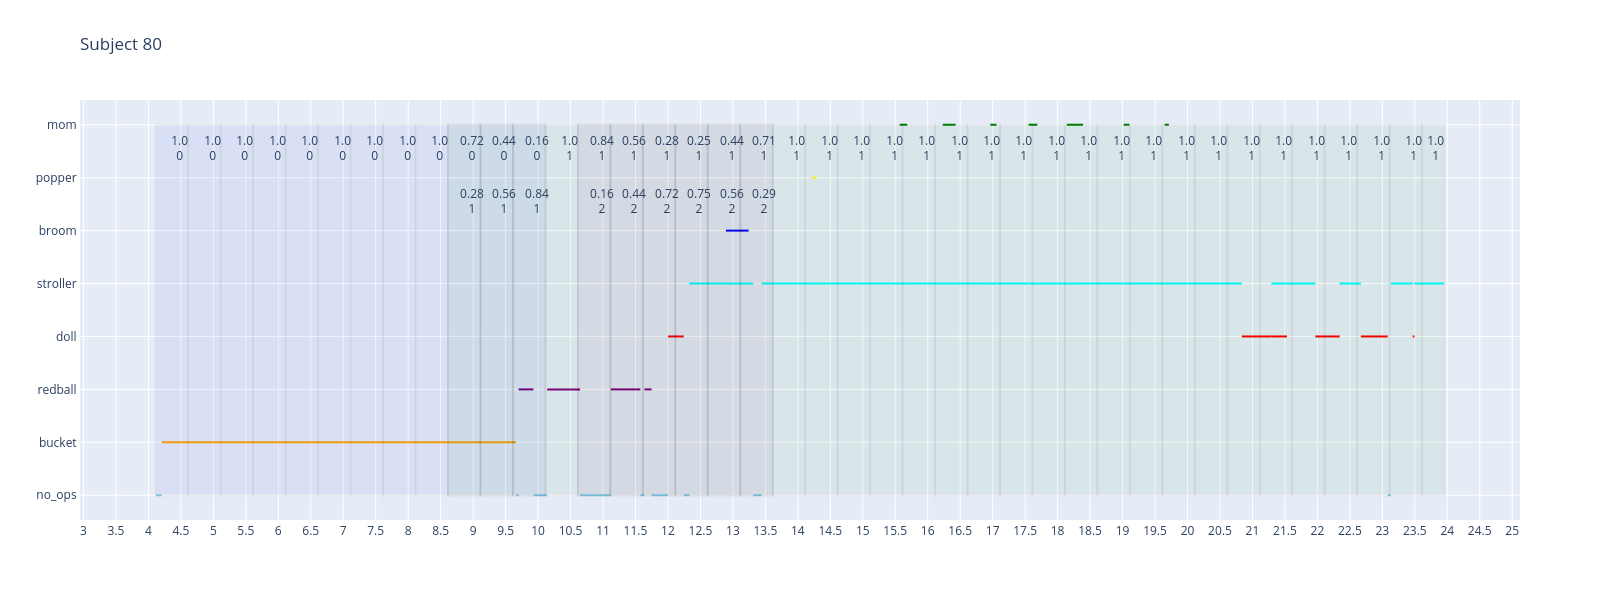 Subject 80
mom
1.0 1.0 1.0 1.0 1.0 1.0 1.0 1.0 1.0 0.72 0.44 0.16 1.0 0.84 0.56 0.28 0.25 0.44 0.71 1.0 1.0 1.0 1.0 1.0 1.0 1.0 1.0 1.0 1.0 1.0 1.0 1.0 1.0 1.0 1.0 1.0 1.0 1.0 1.0 1.0
0 0 0 0 0 0 0 0 0 0 0 0 1 1 1 1 1 1 1 1 1 1 1 1 1 1 1 1 1 1 1 1 1 1 1 1 1 1 1 1
popper
0.28 0.56 0.84 0.16 0.44 0.72 0.75 0.56 0.29
1 1 1 2 2 2 2 2 2
broom
stroller
doll
redball
bucket
no_ops
3 3.5 4 4.5 5 5.5 6 6.5 7 7.5 8 8.5 9 9.5 10 10.5 11 11.5 12 12.5 13 13.5 14 14.5 15 15.5 16 16.5 17 17.5 18 18.5 19 19.5 20 20.5 21 21.5 22 22.5 23 23.5 24 24.5 25